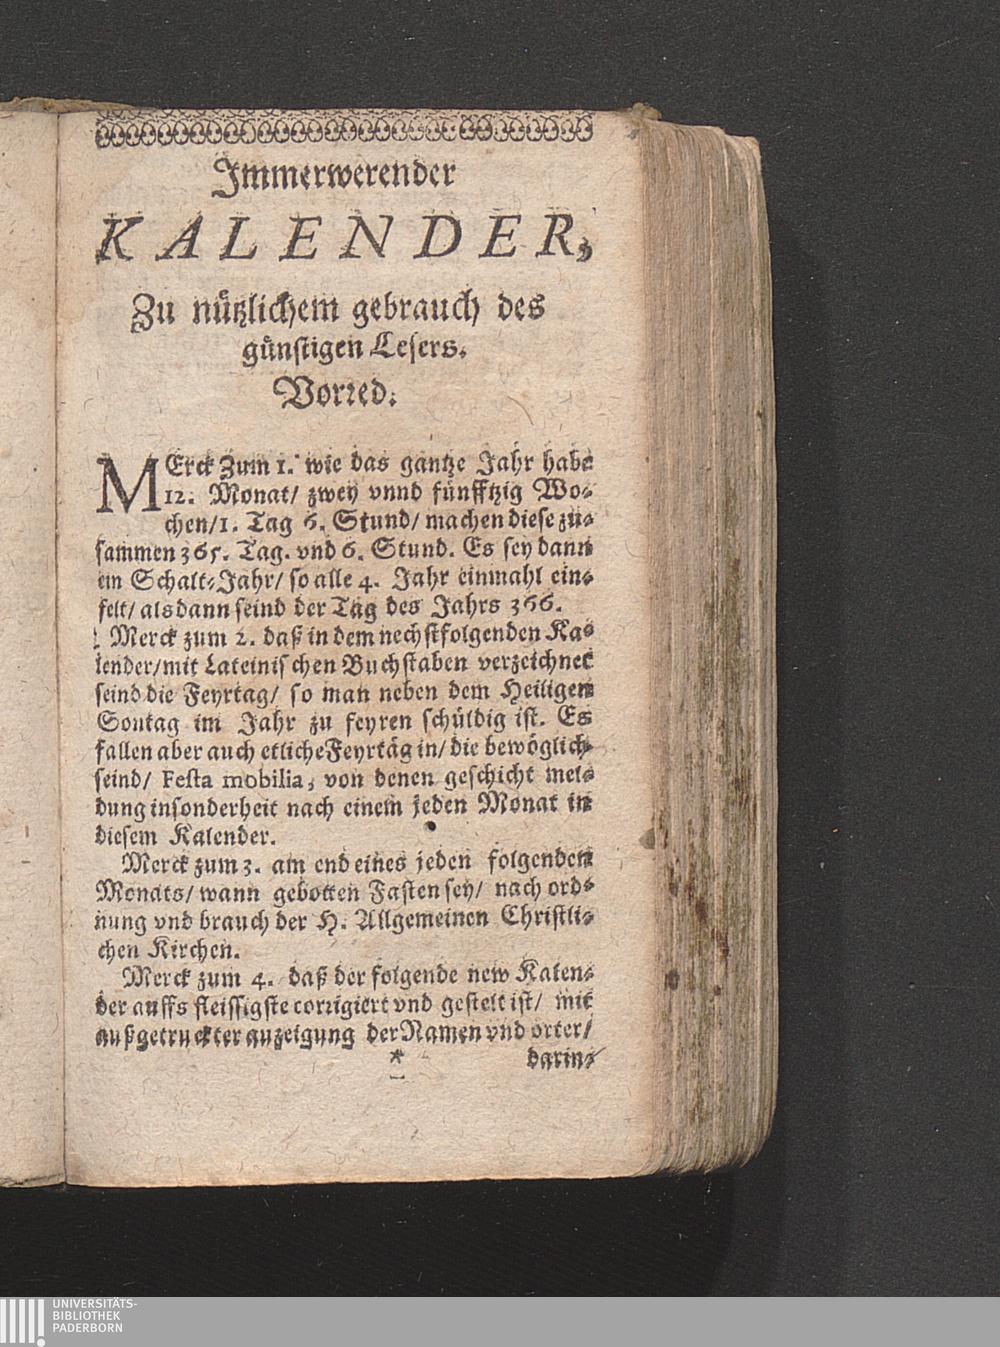 Immerwerender
KALENDER,
Zu nützlichem gebrauch des
günstigen Lesers.
Vorred.
MErck Zum 1. wie das gantze Jahr habe
12. Monat/ zwey vnnd fünfftzig Wo-
chen/1. Tag 6. Stund/ machen diese zu-
sammen 365. Tag. vnd 6. Stund. Es sey dann
ein Schalt-Jahr/ so alle 4. Jahr einmahl ein-
felt/ als dann seind der Tag des Jahrs 366.
Merck zum 2. daß in dem nechstfolgenden Ka-
lender/mit Lateinischen Buchstaben verzeichnet
seind die Feyrtag/ so man neben dem Heiligen
Sontag im Jahr zu feyren schüldig ist. Es
fallen aber auch etliche Feyrtäg in/ die bewöglich
seind/ Festa mobilia, von denen geschicht mel-
dung insonderheit nach einem jeden Monat in
diesem Kalender.
Merck zum 3. am end eines jeden folgenden
Monats/ wann gebotten Fasten sey/ nach ord-
nung vnd brauch der H. Allgemeinen Christli-
chen Kirchen.
Merck zum 4. daß der folgende new Kalen-
der auffs fleissigste corrigiert vnd gestelt ist/ mit
außgetruckter anzeigung der Namen vnd örter/
* darin-
UNIVERSITÄTS-
BIBLIOTHEK
PADERBORN